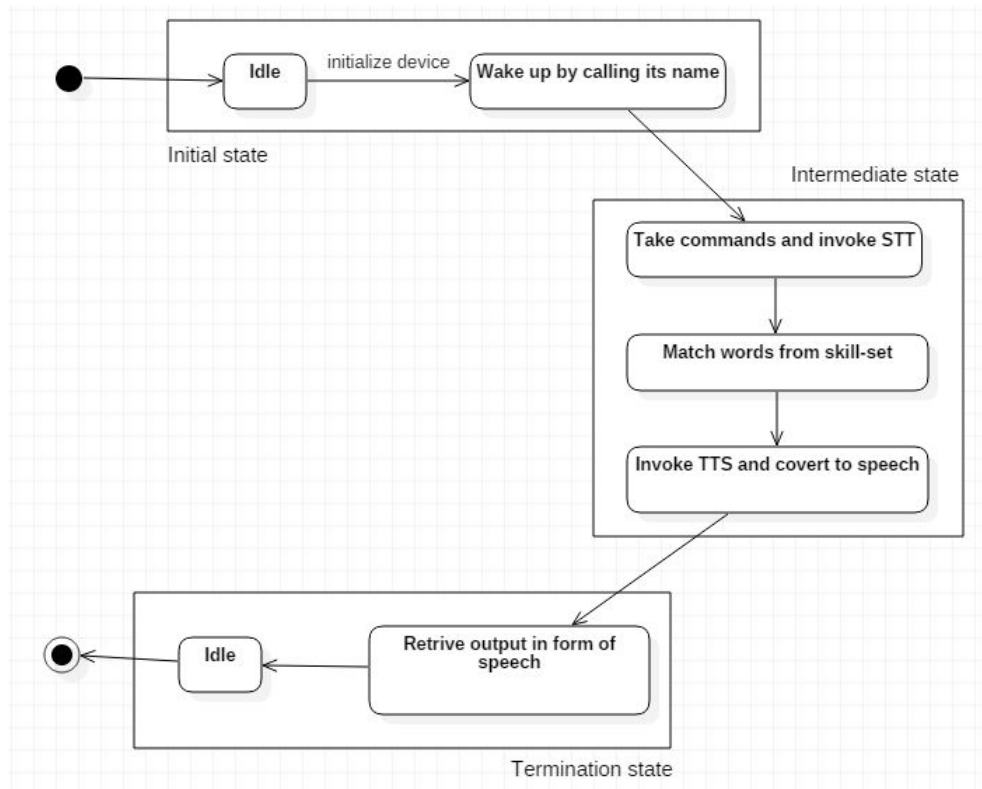 Idle
initialize device
Wake up by calling its name
Initial state
Intermediate state
Take commands and invoke STT
Match words from skill-set
Invoke TTS and covert to speech
Retrive output in form of
speech
Idle
Termination state